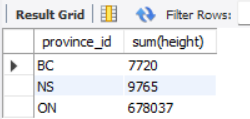 Result Grid Filter Rows:
province_id sum(height)
BC 7720
NS 9765
ON 678037